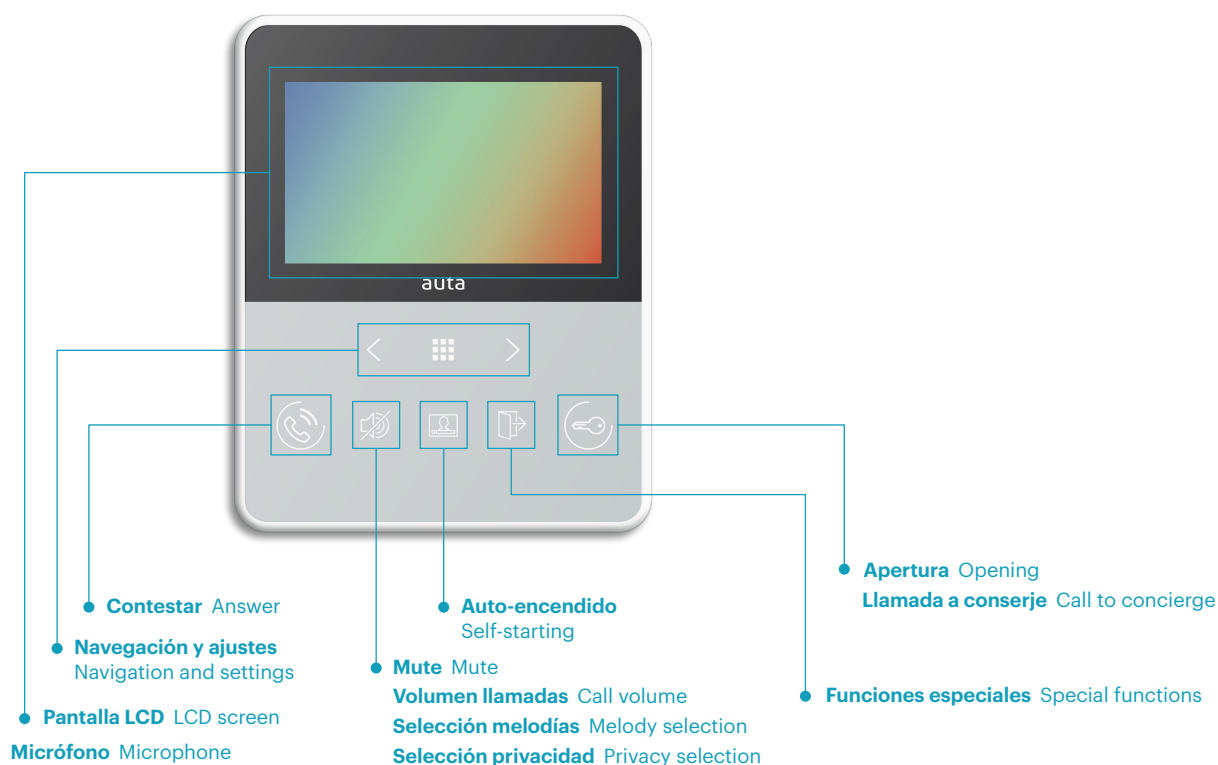 auta
Apertura Opening
Llamada a conserje Call to concierge
Contestar Answer
Auto-encendido
Self-starting
Navegación y ajustes
Navigation and settings
Mute Mute
Volumen llamadas Call volume
Selección melodías Melody selection
Selección privacidad Privacy selection
Funciones especiales Special functions
Pantalla LCD LCD screen
Micrófono Microphone